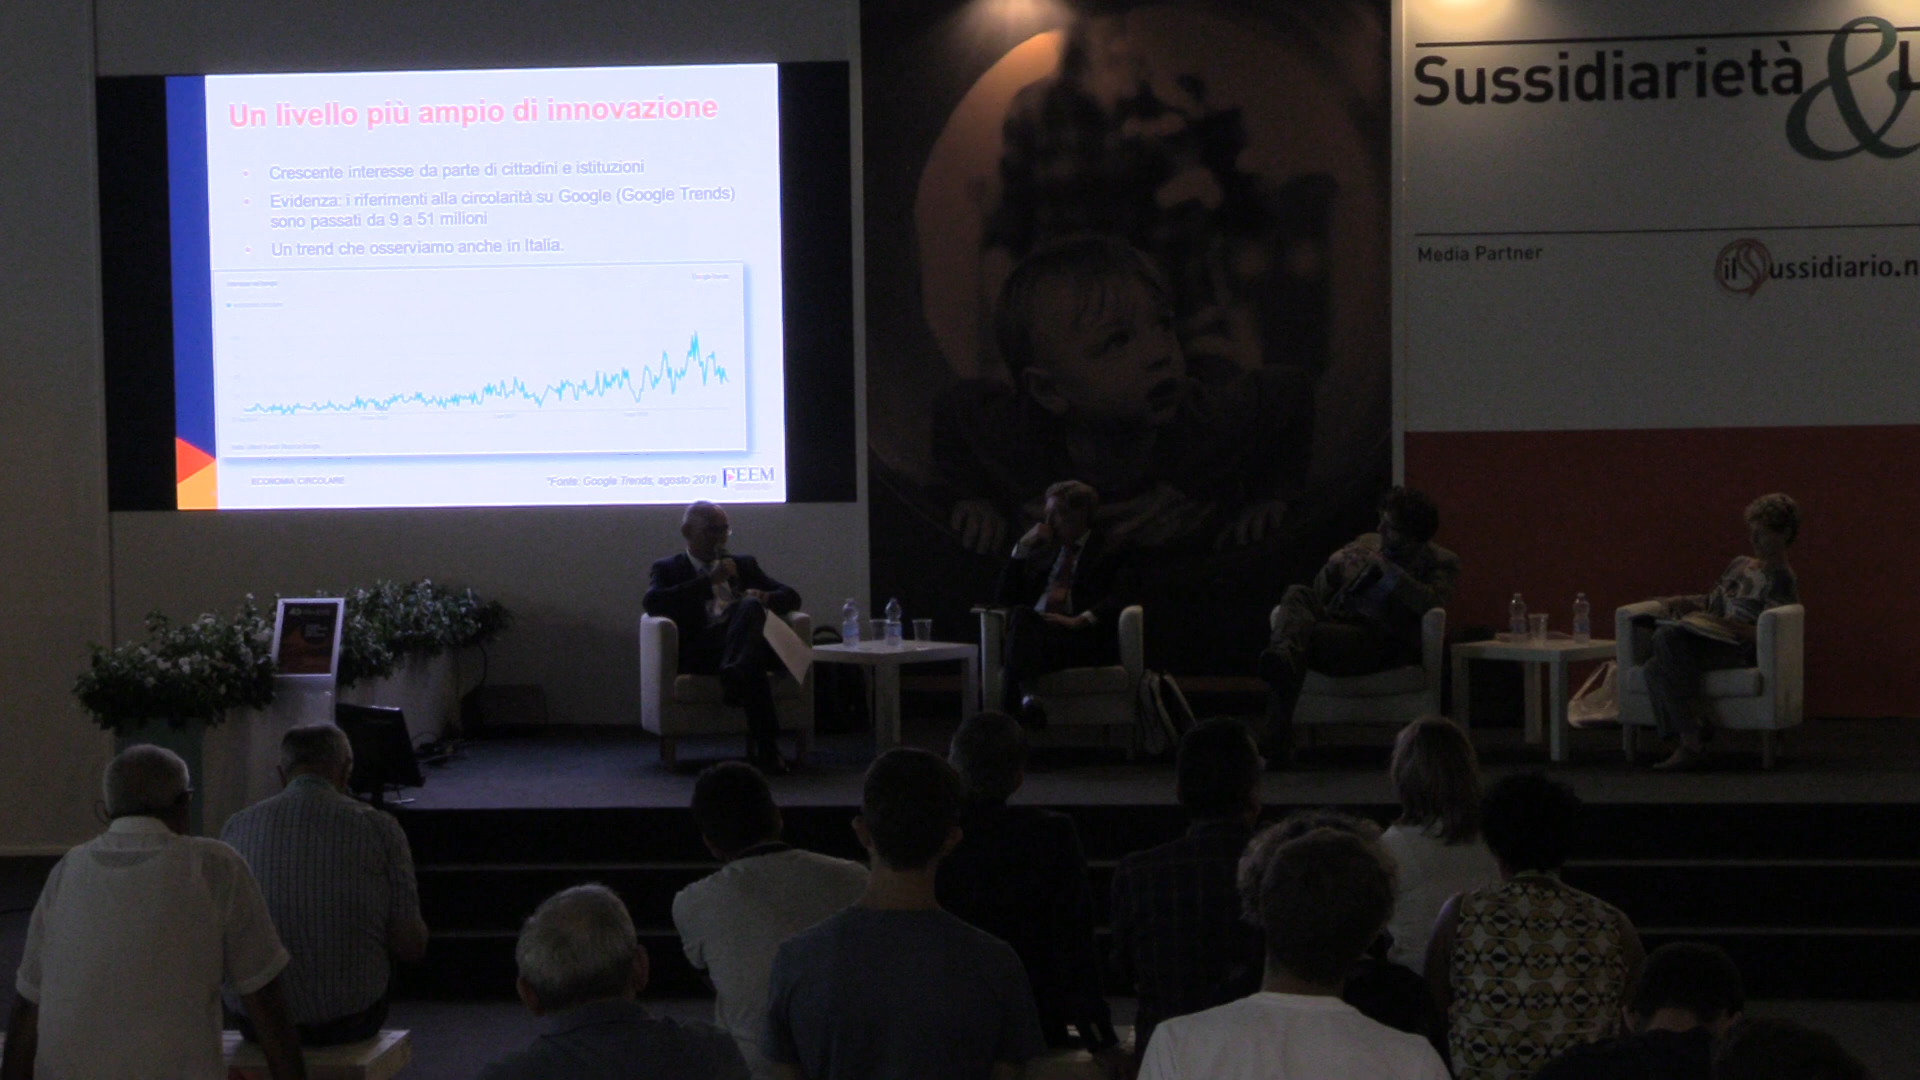 Un livello più ampio di innovazione
Crescente interesse da parte di cittadini e istituzioni
Evidenza: i riferimenti alla circolarità su Google (Google Trends)
sono passati da 9 a 51 milioni
Un trend che osserviamo anche in Italia.
Google Trends
ECONOMIA CIRCOLARE
*Fonte: Google Trends, agosto 2019
FEEM
Sussidiarietà & L
Media Partner
ilSussidiario.n